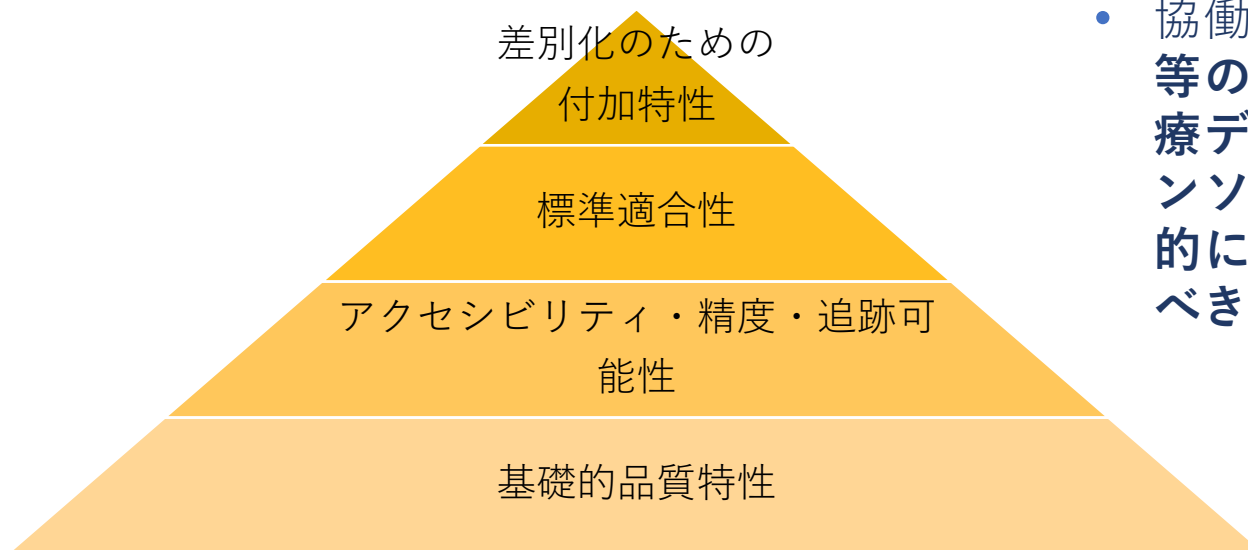 差別化のための
付加特性
標準適合性
アクセシビリティ・精度・追跡可
能性
基礎的品質特性
• 協働
等の
療デ
ンソ
的に
べき